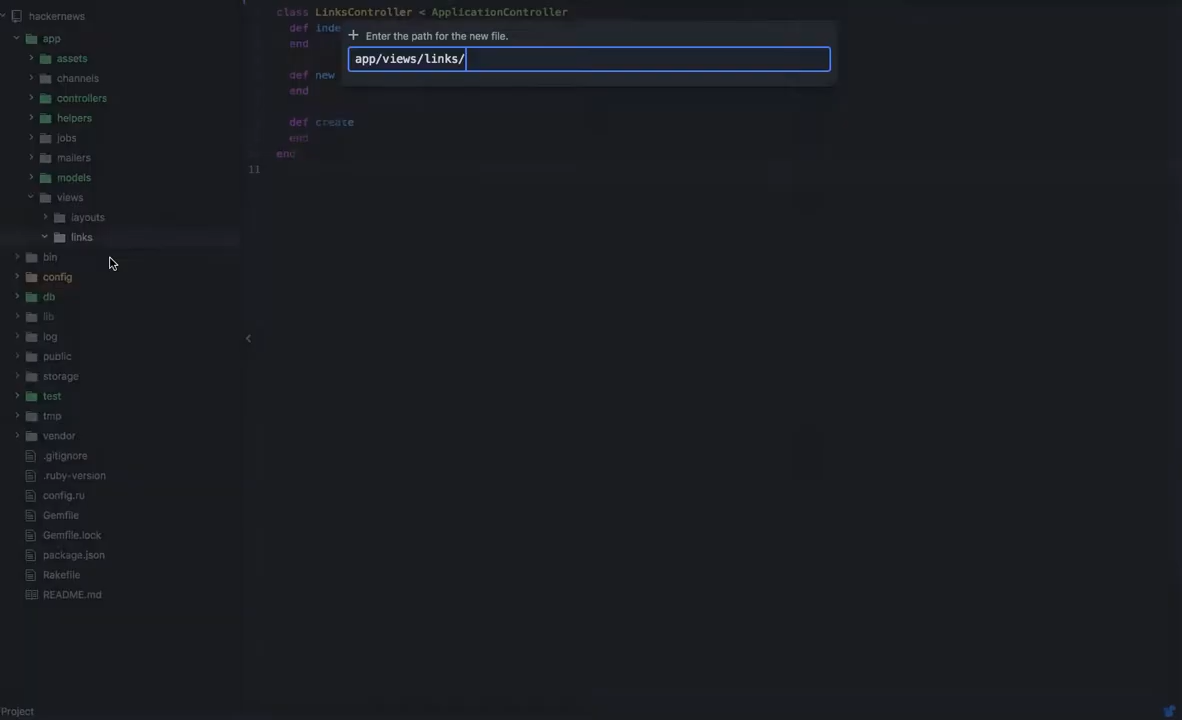 hackernews
app
assets
channels
controllers
helpers
jobs
mailers
models
views
layouts
links
bin
config
db
lib
log
public
storage
test
tmp
vendor
.gitignore
.ruby-version
config.ru
Gemfile
Gemfile.lock
package.json
Rakefile
README.md
Project
class LinksController < ApplicationController
def inde
end
def new
end
def create
end
end
11
Enter the path for the new file.
app/views/links/